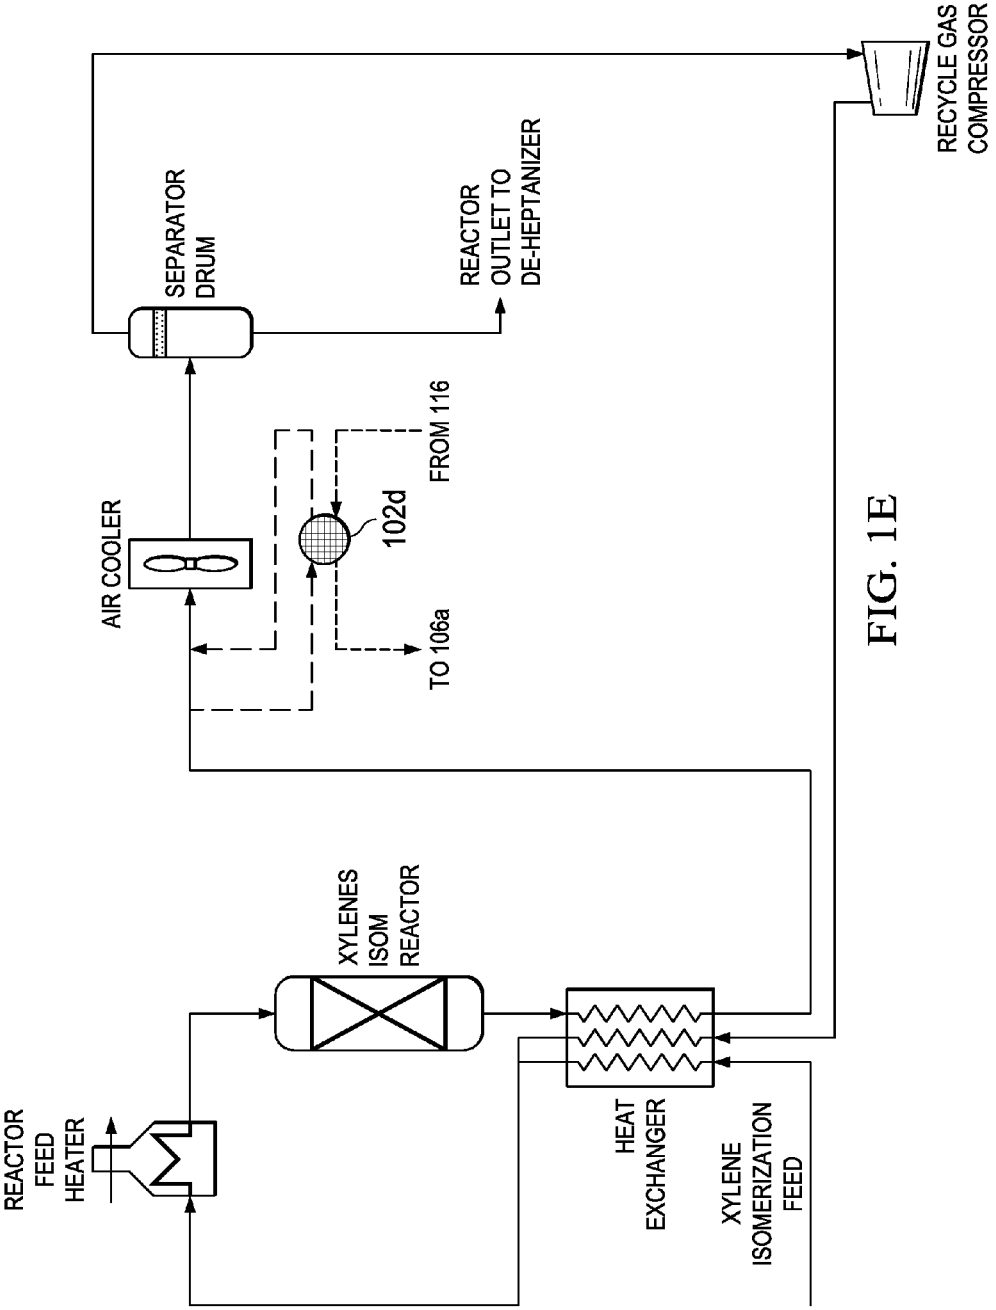 REACTOR
FEED
HEATER
XYLENES
ISOM
REACTOR
HEAT
EXCHANGER
XYLENE
ISOMERIZATION
FEED
AIR COOLER
TO 106a
102d
FROM 116
SEPARATOR
DRUM
REACTOR
OUTLET TO
DE-HEPTANIZER
RECYCLE GAS
COMPRESSOR
FIG. 1E